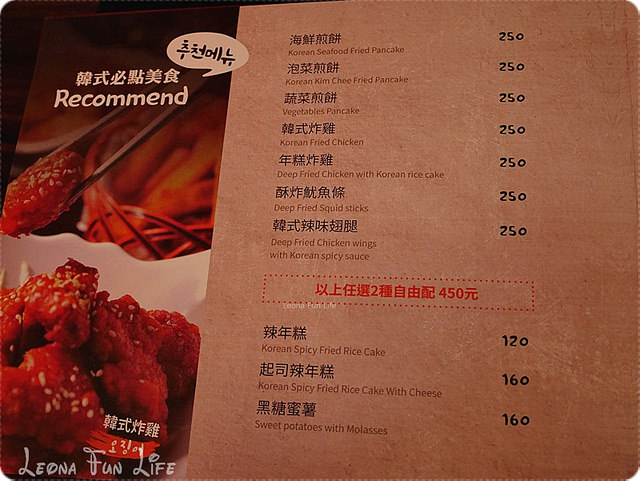 추천메뉴
韓式必點美食
Recommend
海鮮煎餅 250
Korean Seafood Fried Pancake
泡菜煎餅 250
Korean Kim Chee Fried Pancake
蔬菜煎餅 250
Vegetables Pancake
韓式炸雞 250
Korean Fried Chicken
年糕炸雞 250
Deep Fried Chicken with Korean rice cake
酥炸魷魚條 250
Deep Fried Squid sticks
韓式辣味翅腿 250
Deep Fried Chicken wings
with Korean spicy sauce
以上任選2種自由配 450元
Leona Fun Life
辣年糕 120
Korean Spicy Fried Rice Cake
起司辣年糕 160
Korean Spicy Fried Rice Cake With Cheese
黑糖蜜薯 160
Sweet potatoes with Molasses
韓式炸雞
오징어
Leona Fun Life